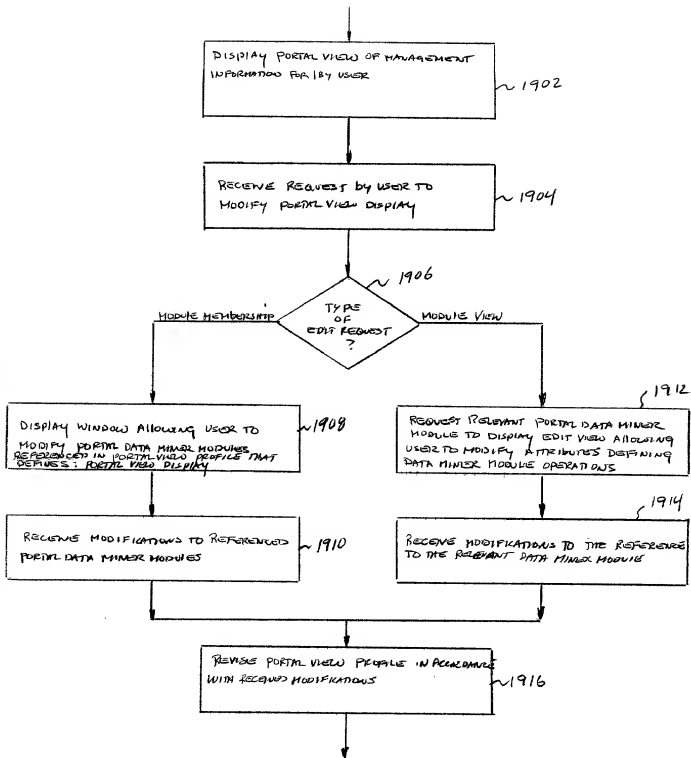 DISPLAY PORTAL VIEW OF MANAGEMENT
INFORMATION FOR/BY USER
1902
RECEIVE REQUEST BY USER TO
MODIFY PORTAL VIEW DISPLAY
1904
1906
TYPE
OF
EDIT REQUEST
?
MODULE MEMBERSHIP
MODULE VIEW
DISPLAY WINDOW ALLOWING USER TO
MODIFY PORTAL DATA MINER MODULES
REFERENCED IN PORTAL VIEW PROFILE THAT
DEFINES: PORTAL VIEW DISPLAY
1908
1912
REQUEST RELEVANT PORTAL DATA MINER
MODULE TO DISPLAY EDIT VIEW ALLOWING
USER TO MODIFY ATTRIBUTES DEFINING
DATA MINER MODULE OPERATIONS
RECEIVE MODIFICATIONS TO REFERENCED
PORTAL DATA MINER MODULES
1910
1914
RECEIVE MODIFICATIONS TO THE REFERENCE
TO THE RELEVANT DATA MINER MODULE
REVISE PORTAL VIEW PROFILE IN ACCORDANCE
WITH RECEIVED MODIFICATIONS
1916